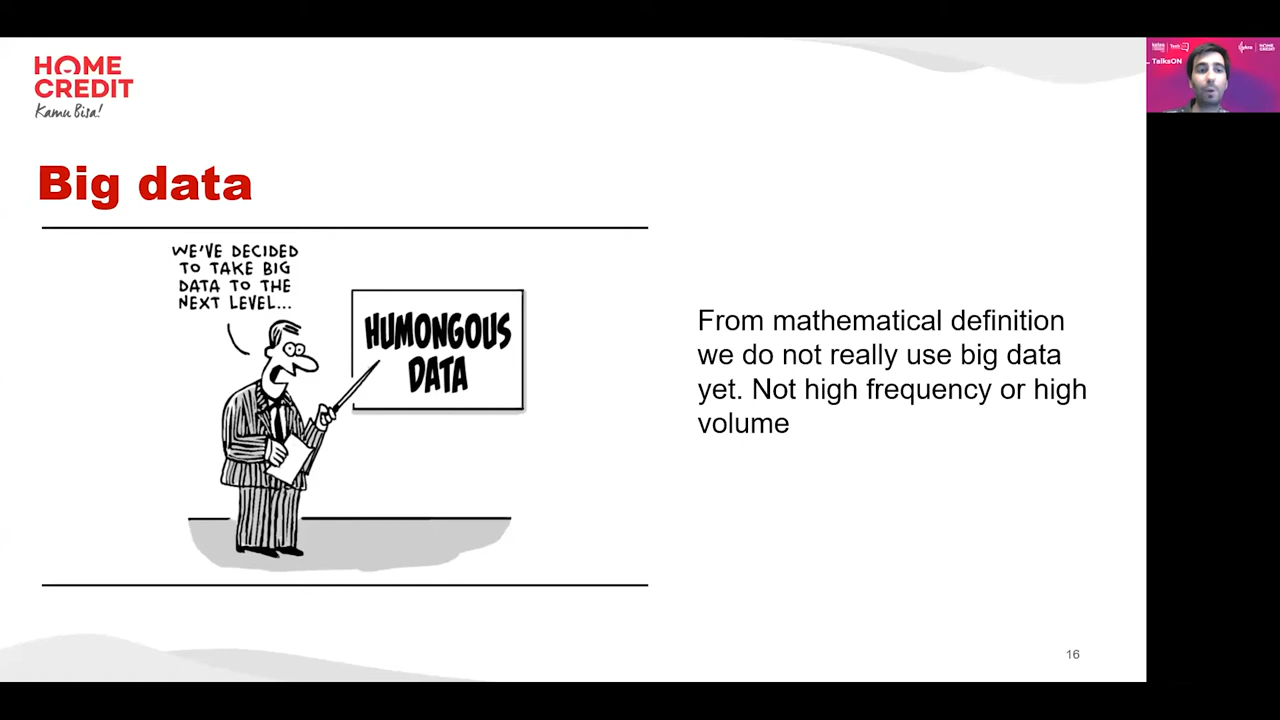 HOME
CREDIT
Kamu Bisa!
TalksON
Big data
WE'VE DECIDED
TO TAKE BIG
DATA TO THE
NEXT LEVEL...
HUMONGOUS
DATA
From mathematical definition
we do not really use big data
yet. Not high frequency or high
volume
16